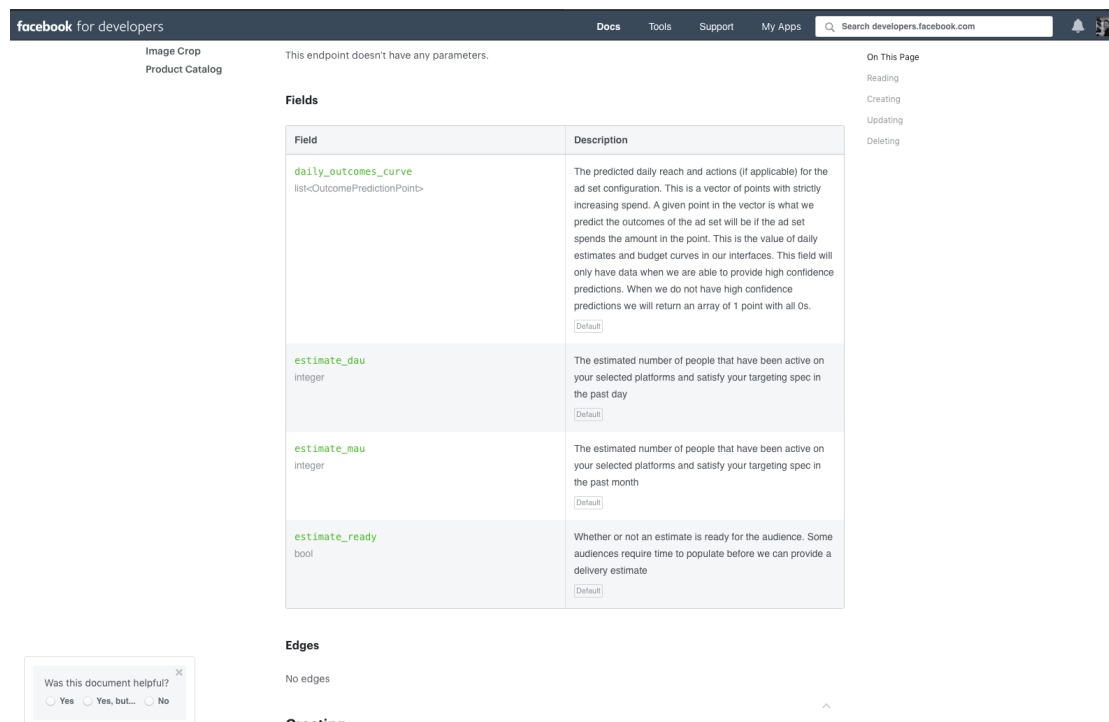 facebook for developers
Docs
Tools
Support
My Apps
Search developers.facebook.com
Image Crop
Product Catalog
This endpoint doesn't have any parameters.
On This Page
Reading
Creating
Updating
Deleting
Fields
Field
Description
daily_outcomes_curve
list<OutcomePredictionPoint>
The predicted daily reach and actions (if applicable) for the
ad set configuration. This is a vector of points with strictly
increasing spend. A given point in the vector is what we
predict the outcomes of the ad set will be if the ad set
spends the amount in the point. This is the value of daily
estimates and budget curves in our interfaces. This field will
only have data when we are able to provide high confidence
predictions. When we do not have high confidence
predictions we will return an array of 1 point with all 0s.
Default
estimate_dau
integer
The estimated number of people that have been active on
your selected platforms and satisfy your targeting spec in
the past day
Default
estimate_mau
integer
The estimated number of people that have been active on
your selected platforms and satisfy your targeting spec in
the past month
Default
estimate_ready
bool
Whether or not an estimate is ready for the audience. Some
audiences require time to populate before we can provide a
delivery estimate
Default
Edges
No edges
Creating
Was this document helpful?
Yes
Yes, but...
No